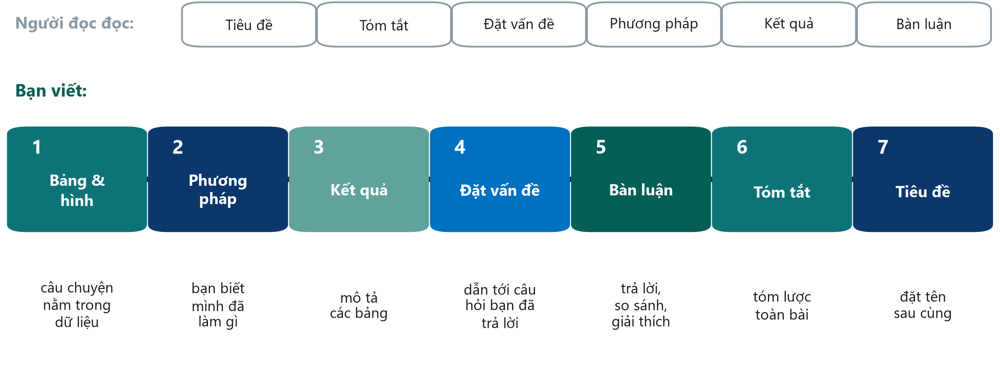 Người đọc đọc:
Tiêu đề
Tóm tắt
Đặt vấn đề
Phương pháp
Kết quả
Bàn luận
Bạn viết:
1
Bảng &
hình
2
Phương
pháp
3
Kết quả
4
Đặt vấn đề
5
Bàn luận
6
Tóm tắt
7
Tiêu đề
câu chuyện
nằm trong
dữ liệu
bạn biết
mình đã
làm gì
mô tả
các bảng
dẫn tới câu
hỏi bạn đã
trả lời
trả lời,
so sánh,
giải thích
tóm lược
toàn bài
đặt tên
sau cùng